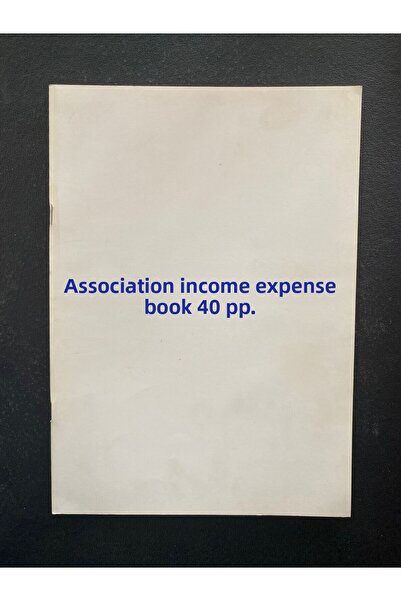 Association income expense
book 40 pp.